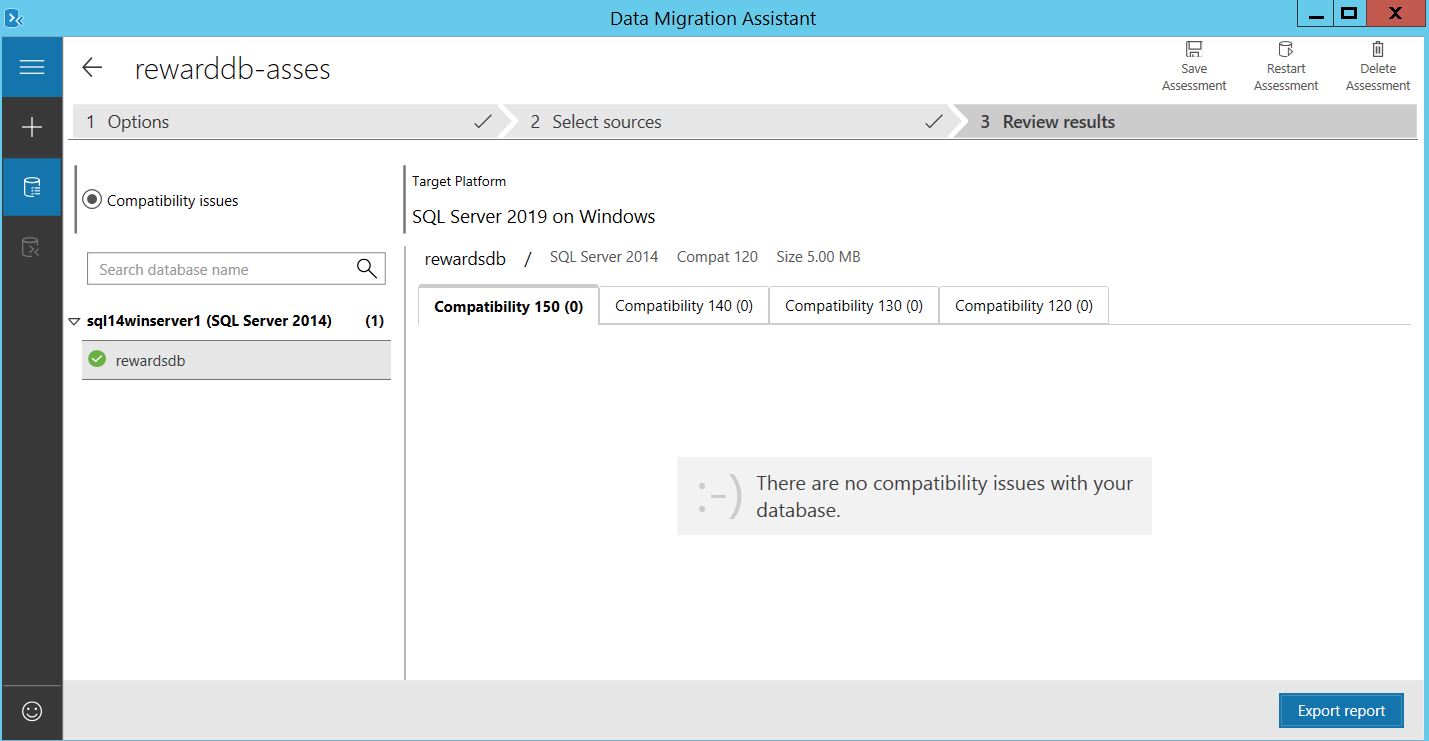 Data Migration Assistant
rewarddb-asses
Save
Assessment
Restart
Assessment
Delete
Assessment
1 Options
2 Select sources
3 Review results
Compatibility issues
Search database name
sql14winserver1 (SQL Server 2014) (1)
rewardsdb
Target Platform
SQL Server 2019 on Windows
rewardsdb / SQL Server 2014 Compat 120 Size 5.00 MB
Compatibility 150 (0) Compatibility 140 (0) Compatibility 130 (0) Compatibility 120 (0)
:-) There are no compatibility issues with your
database.
Export report